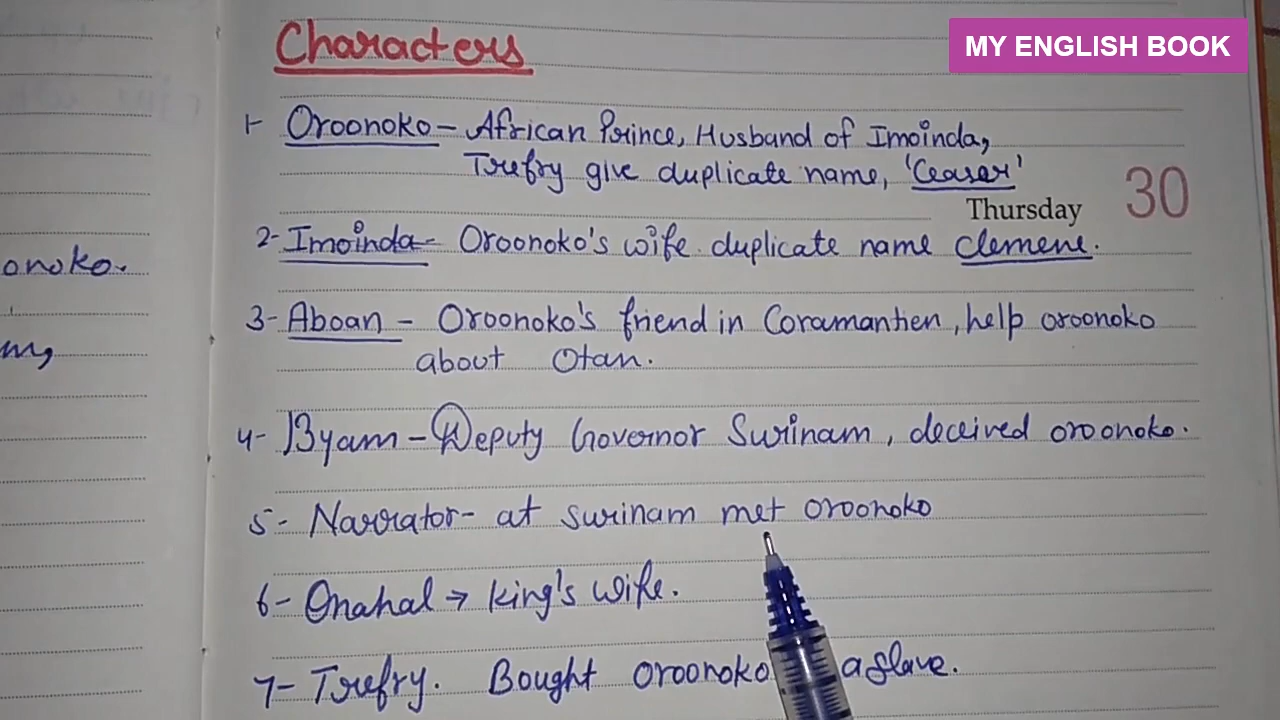 MY ENGLISH BOOK
Characters
1- Oroonoko - African Prince, Husband of Imoinda,
Trefry give duplicate name, 'Ceaser'
30
Thursday
2- Imoinda - Oroonoko's wife. duplicate name Clemene.
onoko.
3- Aboan - Oroonoko's friend in Coramantien, help oroonoko
about Otan.
4- Byam - Deputy Governor Surinam, deceived oroonoko.
5- Narrator - at surinam met oroonoko
6- Onahal → King's wife.
7- Trefry. Bought oroonoko a slave.